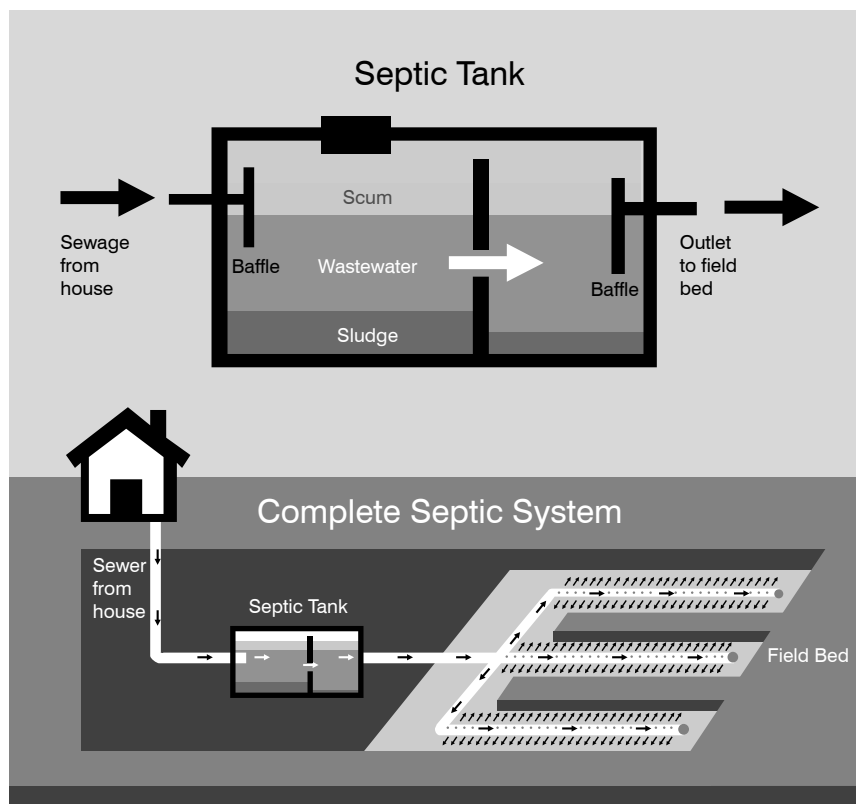 Septic Tank
Scum
Sewage
from
house
Baffle
Wastewater
Outlet
to field
bed
Baffle
Sludge
Complete Septic System
Sewer
from
house
Septic Tank
Field Bed